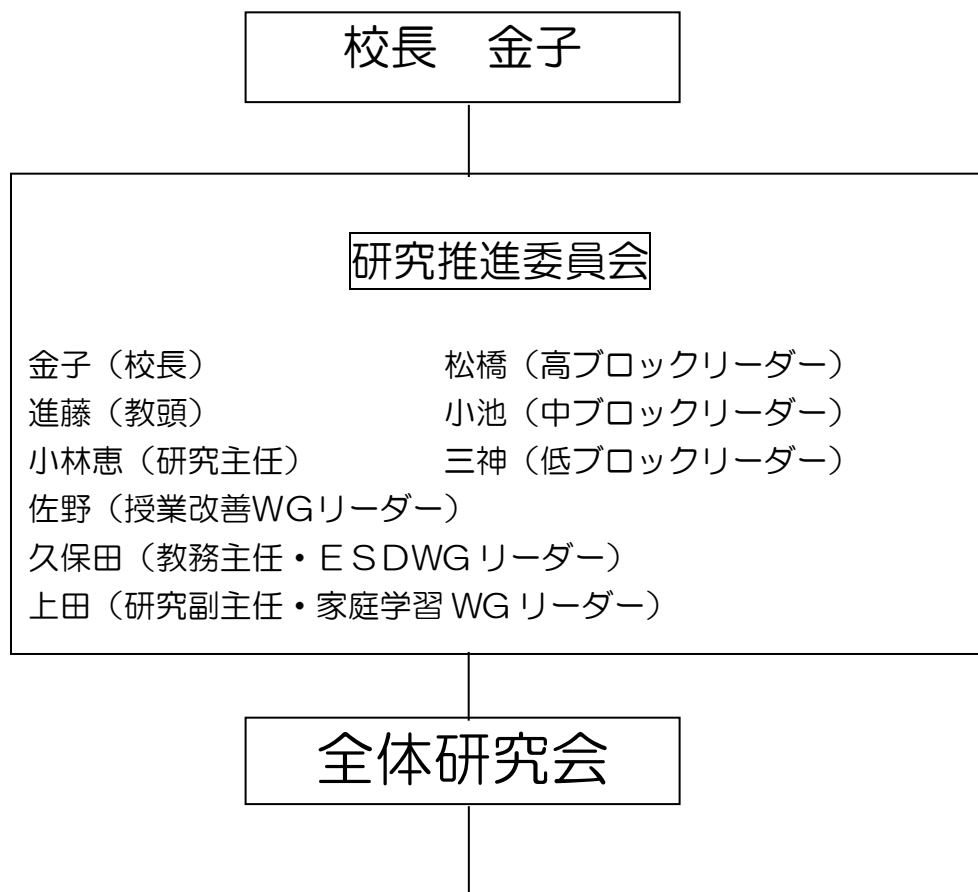 校長　金子
研究推進委員会
金子（校長）　松橋（高ブロックリーダー）
進藤（教頭）　小池（中ブロックリーダー）
小林恵（研究主任）　三神（低ブロックリーダー）
佐野（授業改善WGリーダー）
久保田（教務主任・ＥＳＤWGリーダー）
上田（研究副主任・家庭学習WGリーダー）
全体研究会